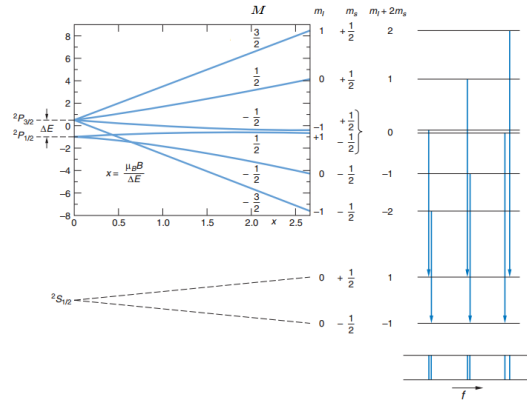 M m_l m_s m_l + 2m_s
8
6
4
2
0
−2
−4
−6
−8
²P₃/₂
ΔE
²P₁/₂
3/2
1/2
−1/2
1/2
−1/2
−3/2
x = μ_B B / ΔE
0 0.5 1.0 1.5 2.0 x 2.5
1 +1/2 2
0 +1/2 1
−1 +1/2
+1 −1/2
0
0 −1/2 −1
−1 −1/2 −2
²S₁/₂
0 +1/2 1
0 −1/2 −1
f